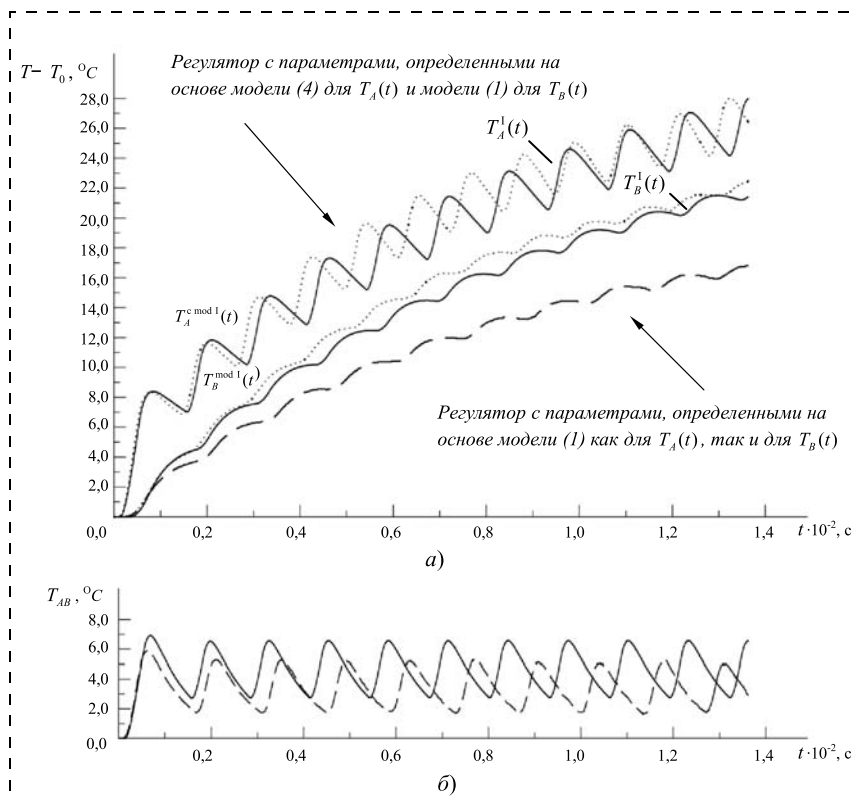 T− T₀, °C
Регулятор с параметрами, определенными на
основе модели (4) для T_A(t) и модели (1) для T_B(t)
28,0
26,0
24,0
22,0
20,0
18,0
16,0
14,0
12,0
10,0
8,0
6,0
4,0
2,0
0,0
T_A^I(t)
T_B^I(t)
T_A^{c mod I}(t)
T_B^{mod I}(t)
Регулятор с параметрами, определенными на
основе модели (1) как для T_A(t), так и для T_B(t)
0,2 0,4 0,6 0,8 1,0 1,2 1,4
t·10⁻², с
а)
T_AB, °C
8,0
6,0
4,0
2,0
0,0
0,2 0,4 0,6 0,8 1,0 1,2 1,4
t·10⁻², с
б)